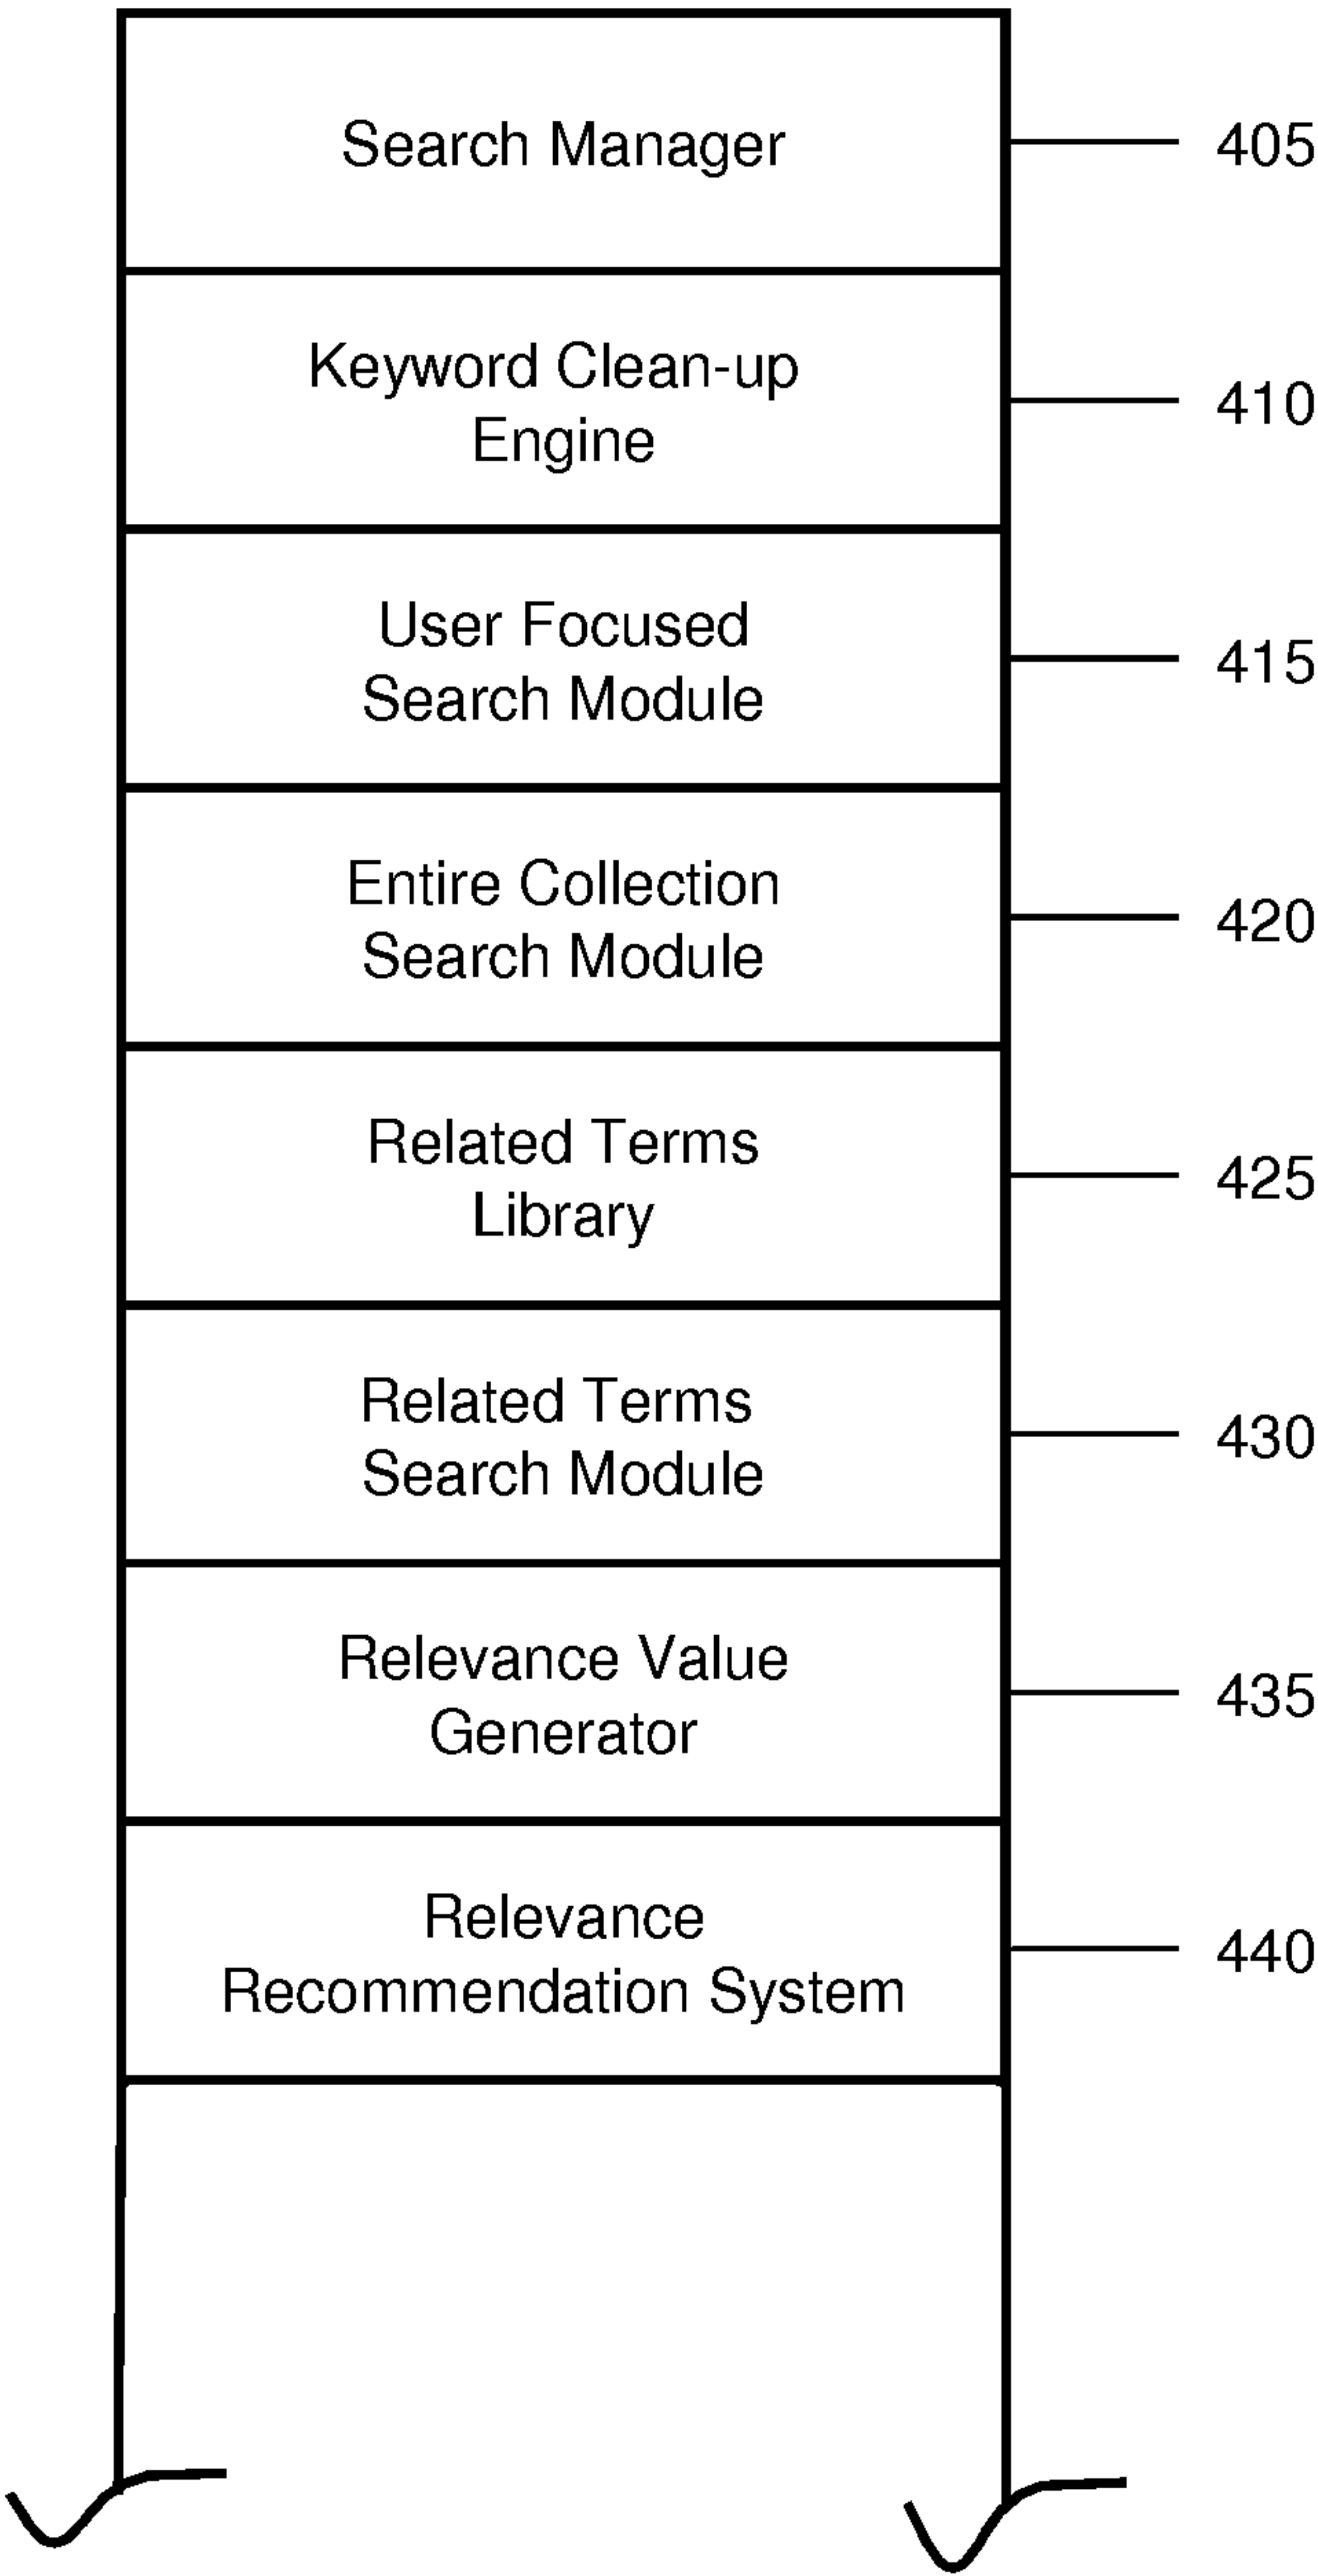 Search Manager
405
Keyword Clean-up
Engine
410
User Focused
Search Module
415
Entire Collection
Search Module
420
Related Terms
Library
425
Related Terms
Search Module
430
Relevance Value
Generator
435
Relevance
Recommendation System
440